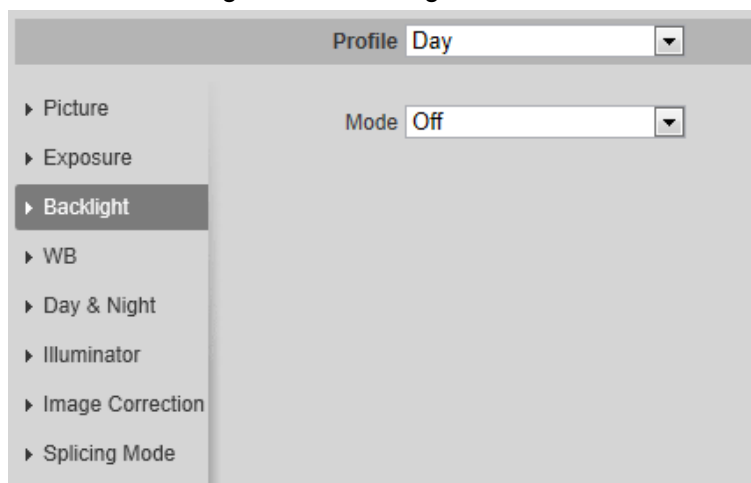 Profile Day
Picture
Mode Off
Exposure
Backlight
WB
Day & Night
Illuminator
Image Correction
Splicing Mode